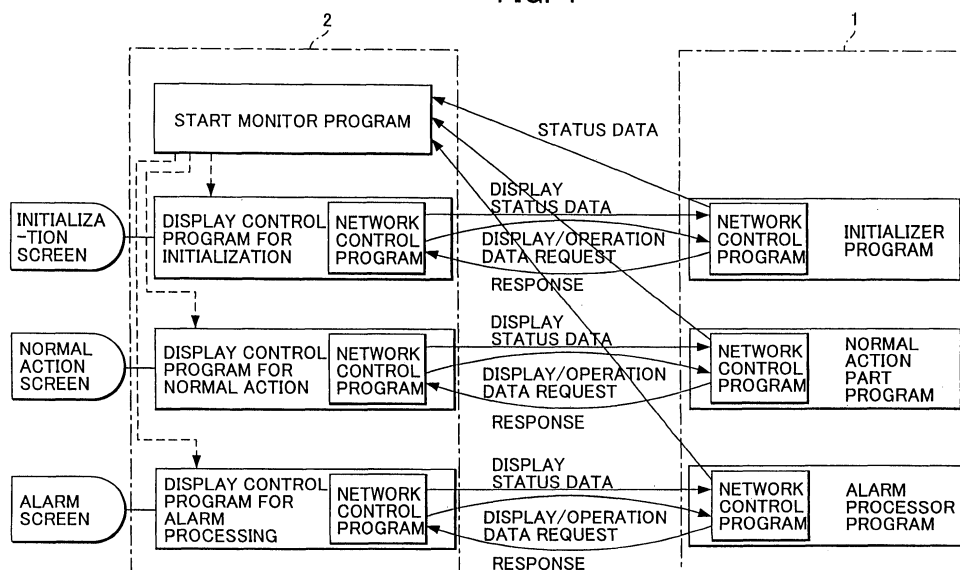 2
1
START MONITOR PROGRAM
STATUS DATA
INITIALIZA
-TION
SCREEN
DISPLAY CONTROL
PROGRAM FOR
INITIALIZATION
NETWORK
CONTROL
PROGRAM
DISPLAY
STATUS DATA
DISPLAY/OPERATION
DATA REQUEST
RESPONSE
NETWORK
CONTROL
PROGRAM
INITIALIZER
PROGRAM
NORMAL
ACTION
SCREEN
DISPLAY CONTROL
PROGRAM FOR
NORMAL ACTION
NETWORK
CONTROL
PROGRAM
DISPLAY
STATUS DATA
DISPLAY/OPERATION
DATA REQUEST
RESPONSE
NETWORK
CONTROL
PROGRAM
NORMAL
ACTION
PART
PROGRAM
ALARM
SCREEN
DISPLAY CONTROL
PROGRAM FOR
ALARM
PROCESSING
NETWORK
CONTROL
PROGRAM
DISPLAY
STATUS DATA
DISPLAY/OPERATION
DATA REQUEST
RESPONSE
NETWORK
CONTROL
PROGRAM
ALARM
PROCESSOR
PROGRAM